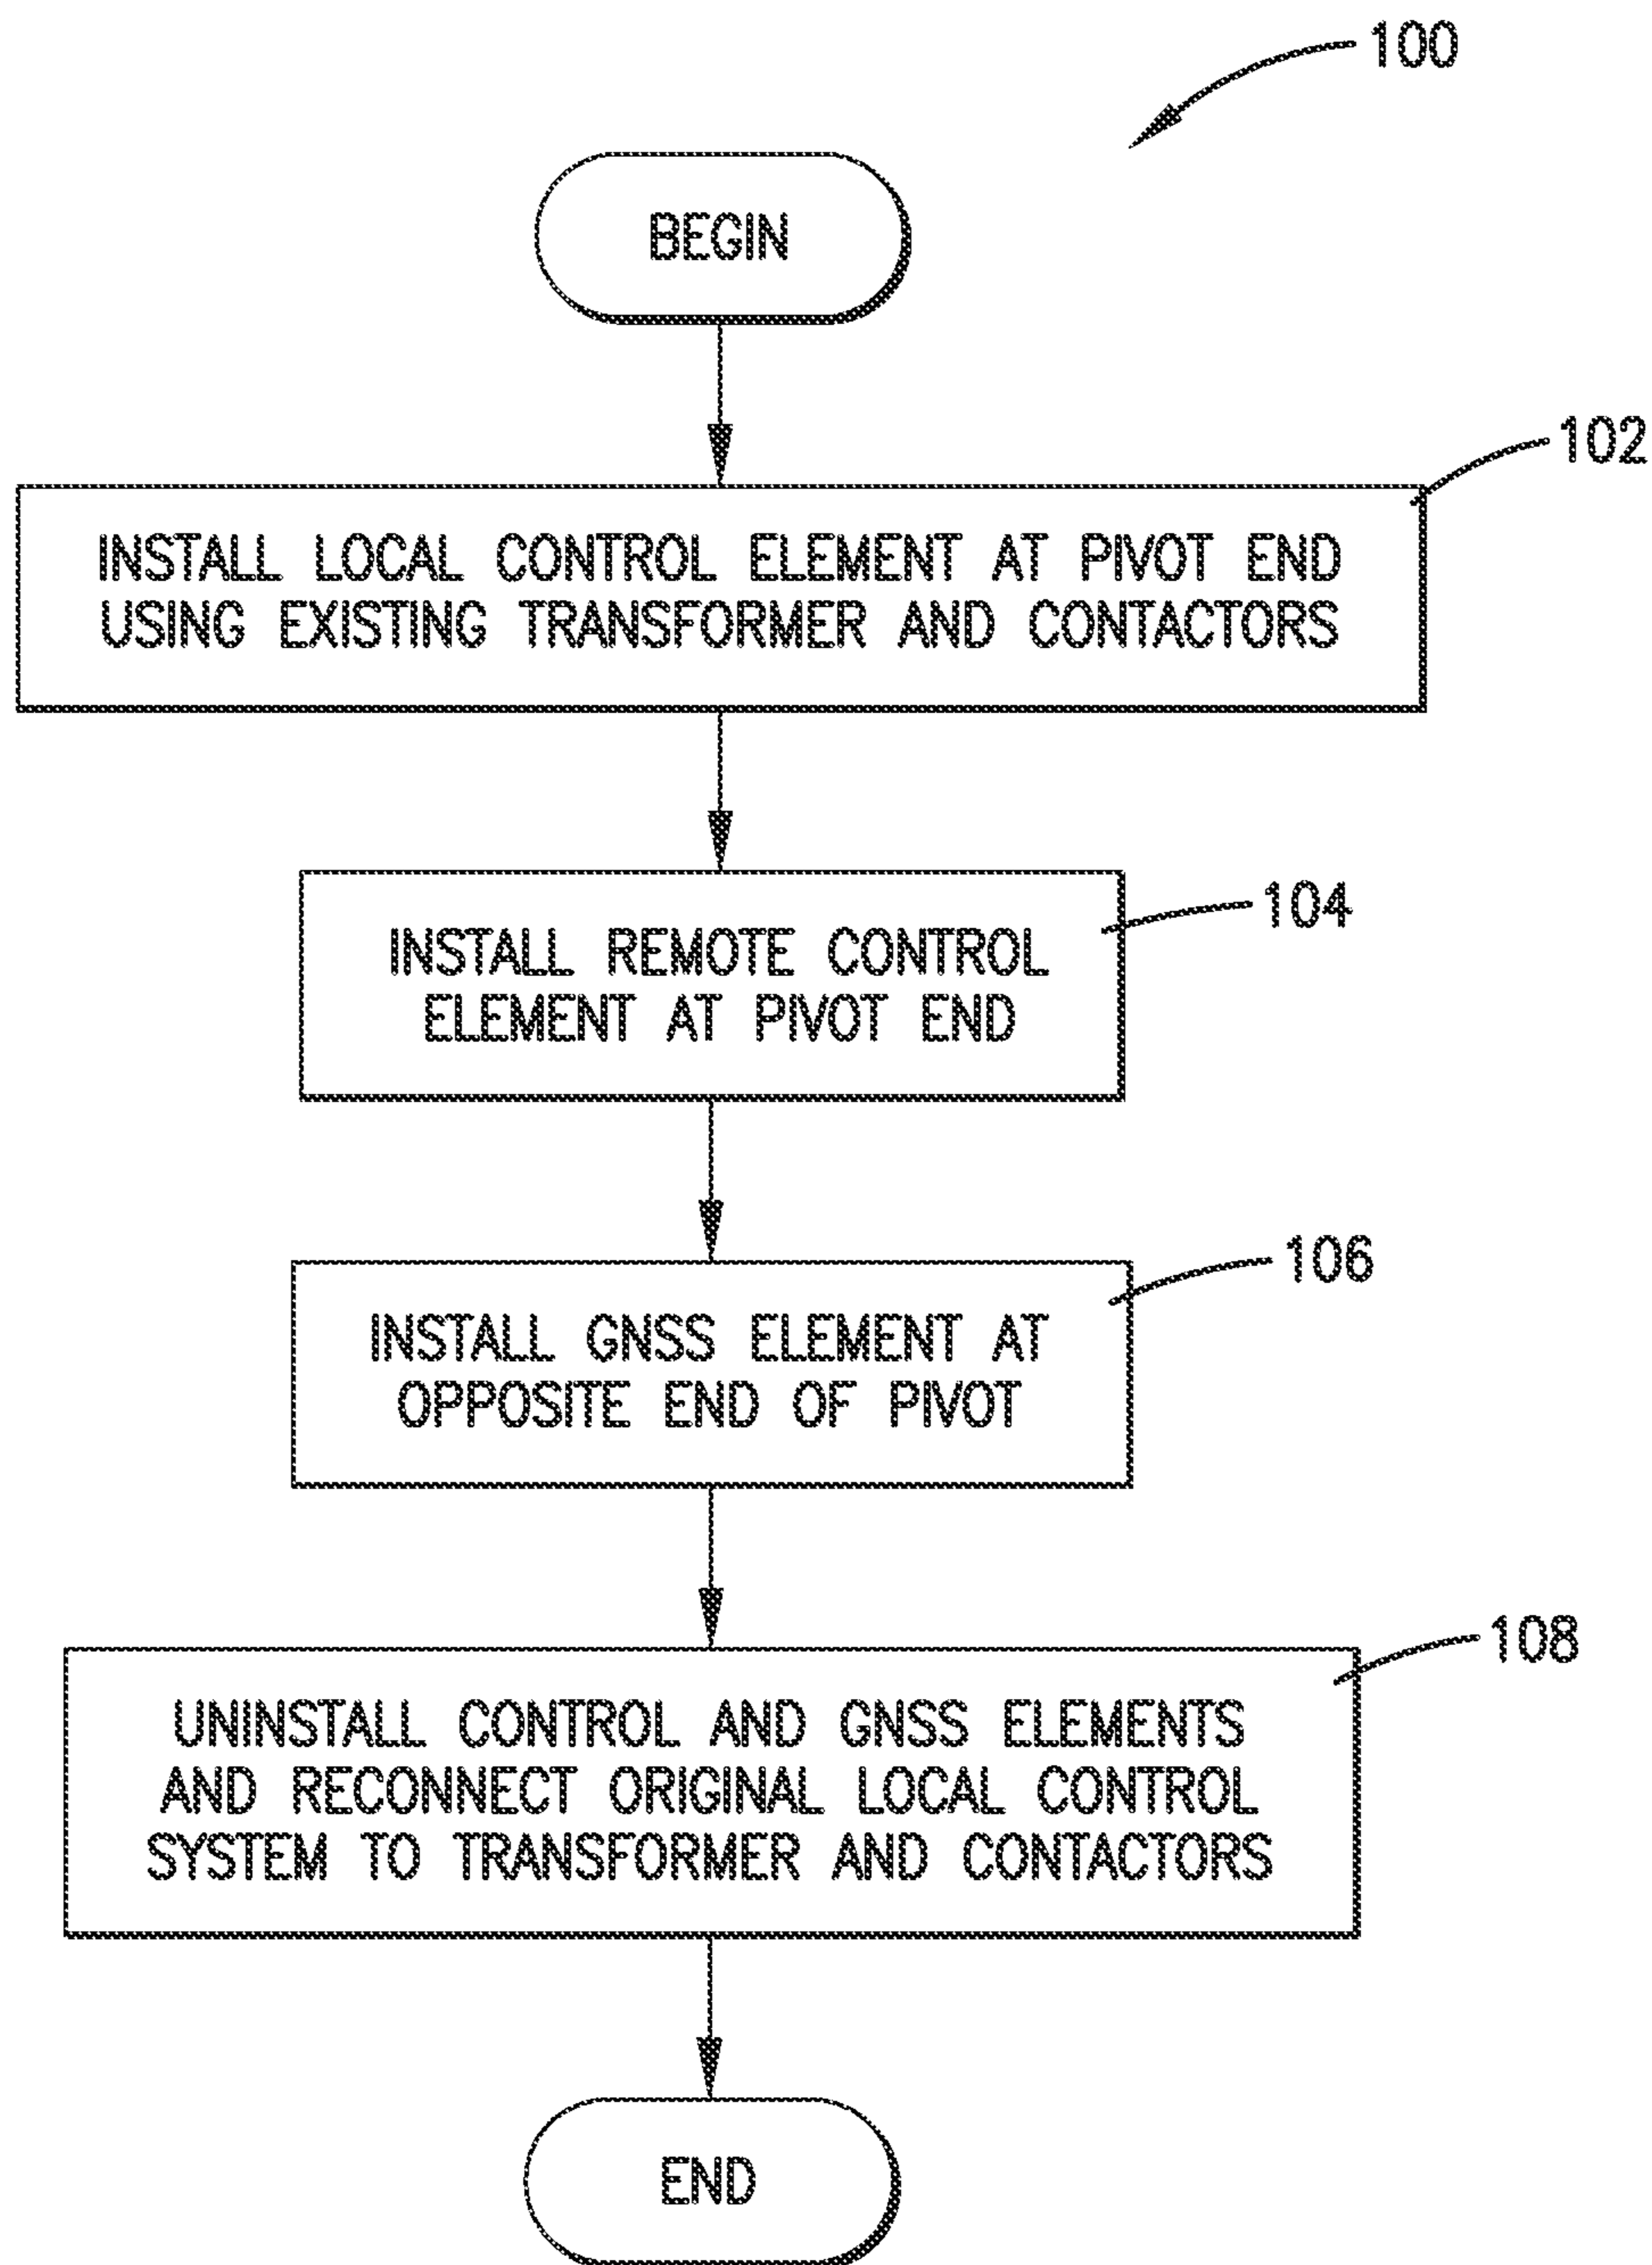 100
BEGIN
102
INSTALL LOCAL CONTROL ELEMENT AT PIVOT END
USING EXISTING TRANSFORMER AND CONTACTORS
104
INSTALL REMOTE CONTROL
ELEMENT AT PIVOT END
106
INSTALL GNSS ELEMENT AT
OPPOSITE END OF PIVOT
108
UNINSTALL CONTROL AND GNSS ELEMENTS
AND RECONNECT ORIGINAL LOCAL CONTROL
SYSTEM TO TRANSFORMER AND CONTACTORS
END